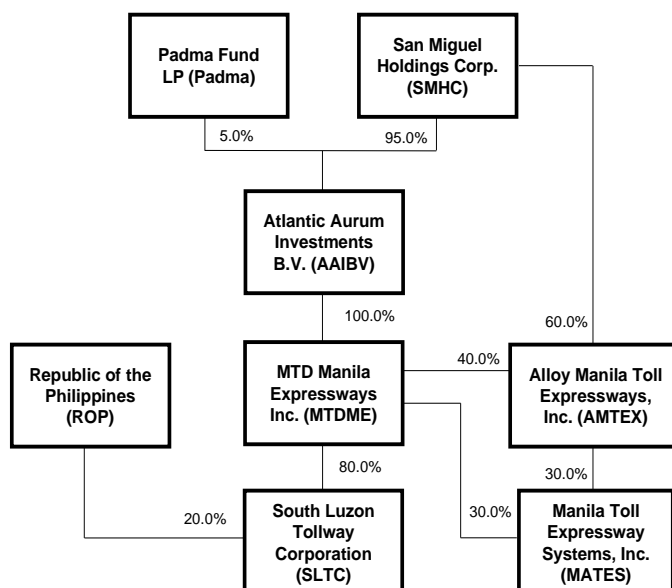 Padma Fund
LP (Padma)
San Miguel
Holdings Corp.
(SMHC)
5.0%
95.0%
Atlantic Aurum
Investments
B.V. (AAIBV)
100.0%
60.0%
Republic of the
Philippines
(ROP)
MTD Manila
Expressways
Inc. (MTDME)
40.0%
Alloy Manila Toll
Expressways,
Inc. (AMTEX)
80.0%
30.0%
20.0%
South Luzon
Tollway
Corporation
(SLTC)
30.0%
Manila Toll
Expressway
Systems, Inc.
(MATES)